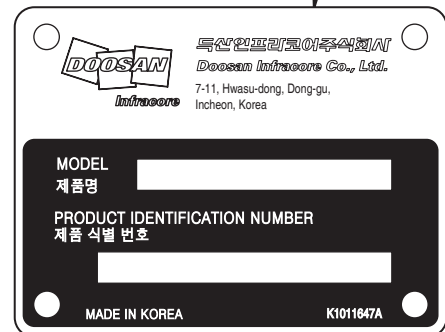 DOOSAN
Infracore
두산인프라코어주식회사
Doosan Infracore Co., Ltd.
7-11, Hwasu-dong, Dong-gu,
Incheon, Korea
MODEL
제품명
PRODUCT IDENTIFICATION NUMBER
제품 식별 번호
MADE IN KOREA K1011647A